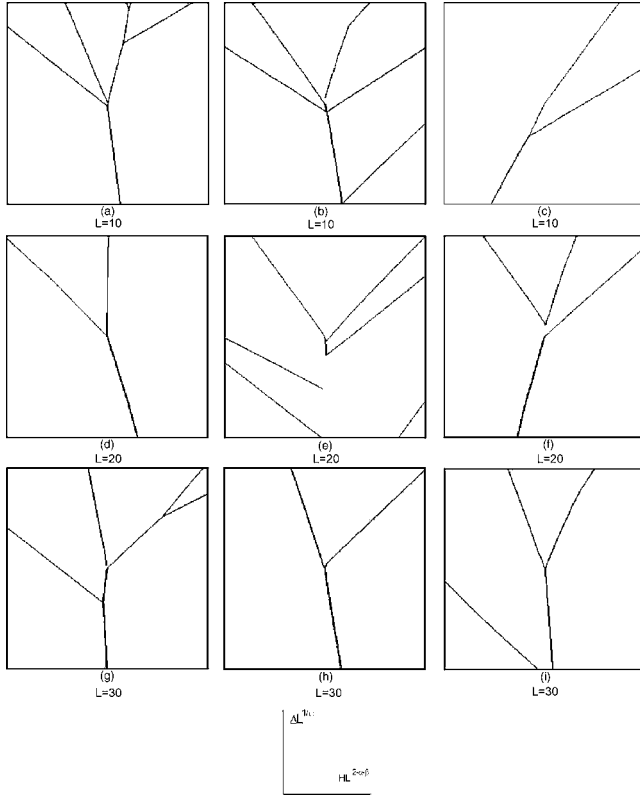 (a) (b) (c)
L=10 L=10 L=10
(d) (e) (f)
L=20 L=20 L=20
(g) (h) (i)
L=30 L=30 L=30